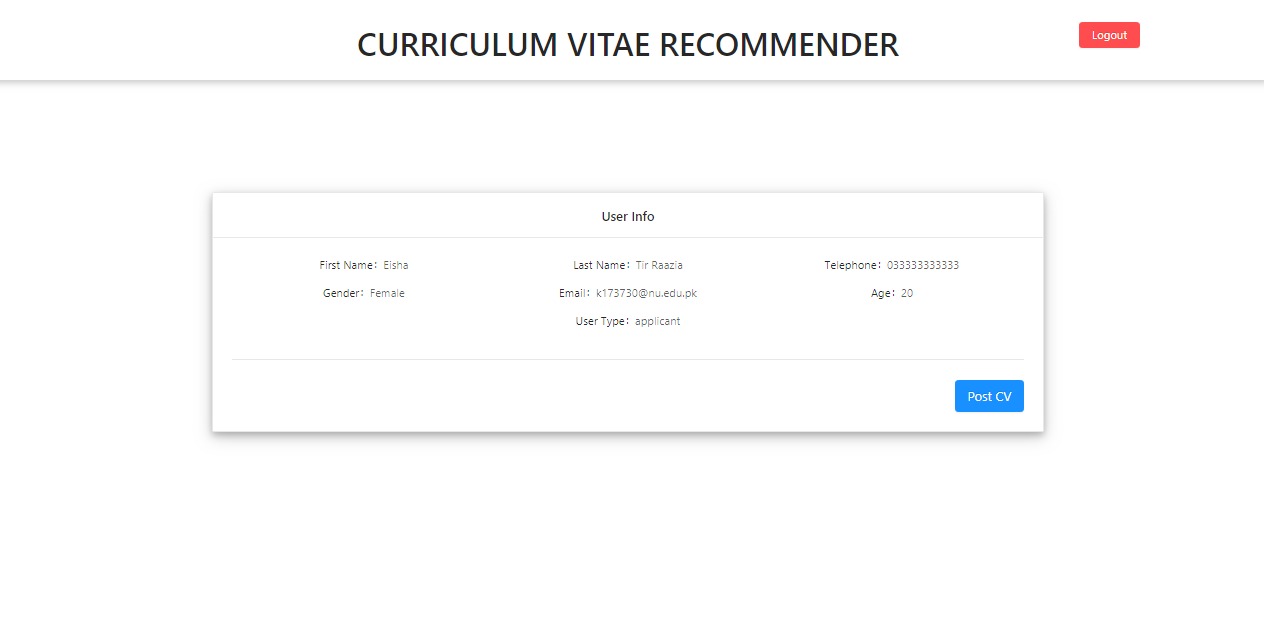 CURRICULUM VITAE RECOMMENDER
Logout
User Info
First Name: Eisha
Last Name: Tir Raazia
Telephone: 033333333333
Gender: Female
Email: k173730@nu.edu.pk
Age: 20
User Type: applicant
Post CV